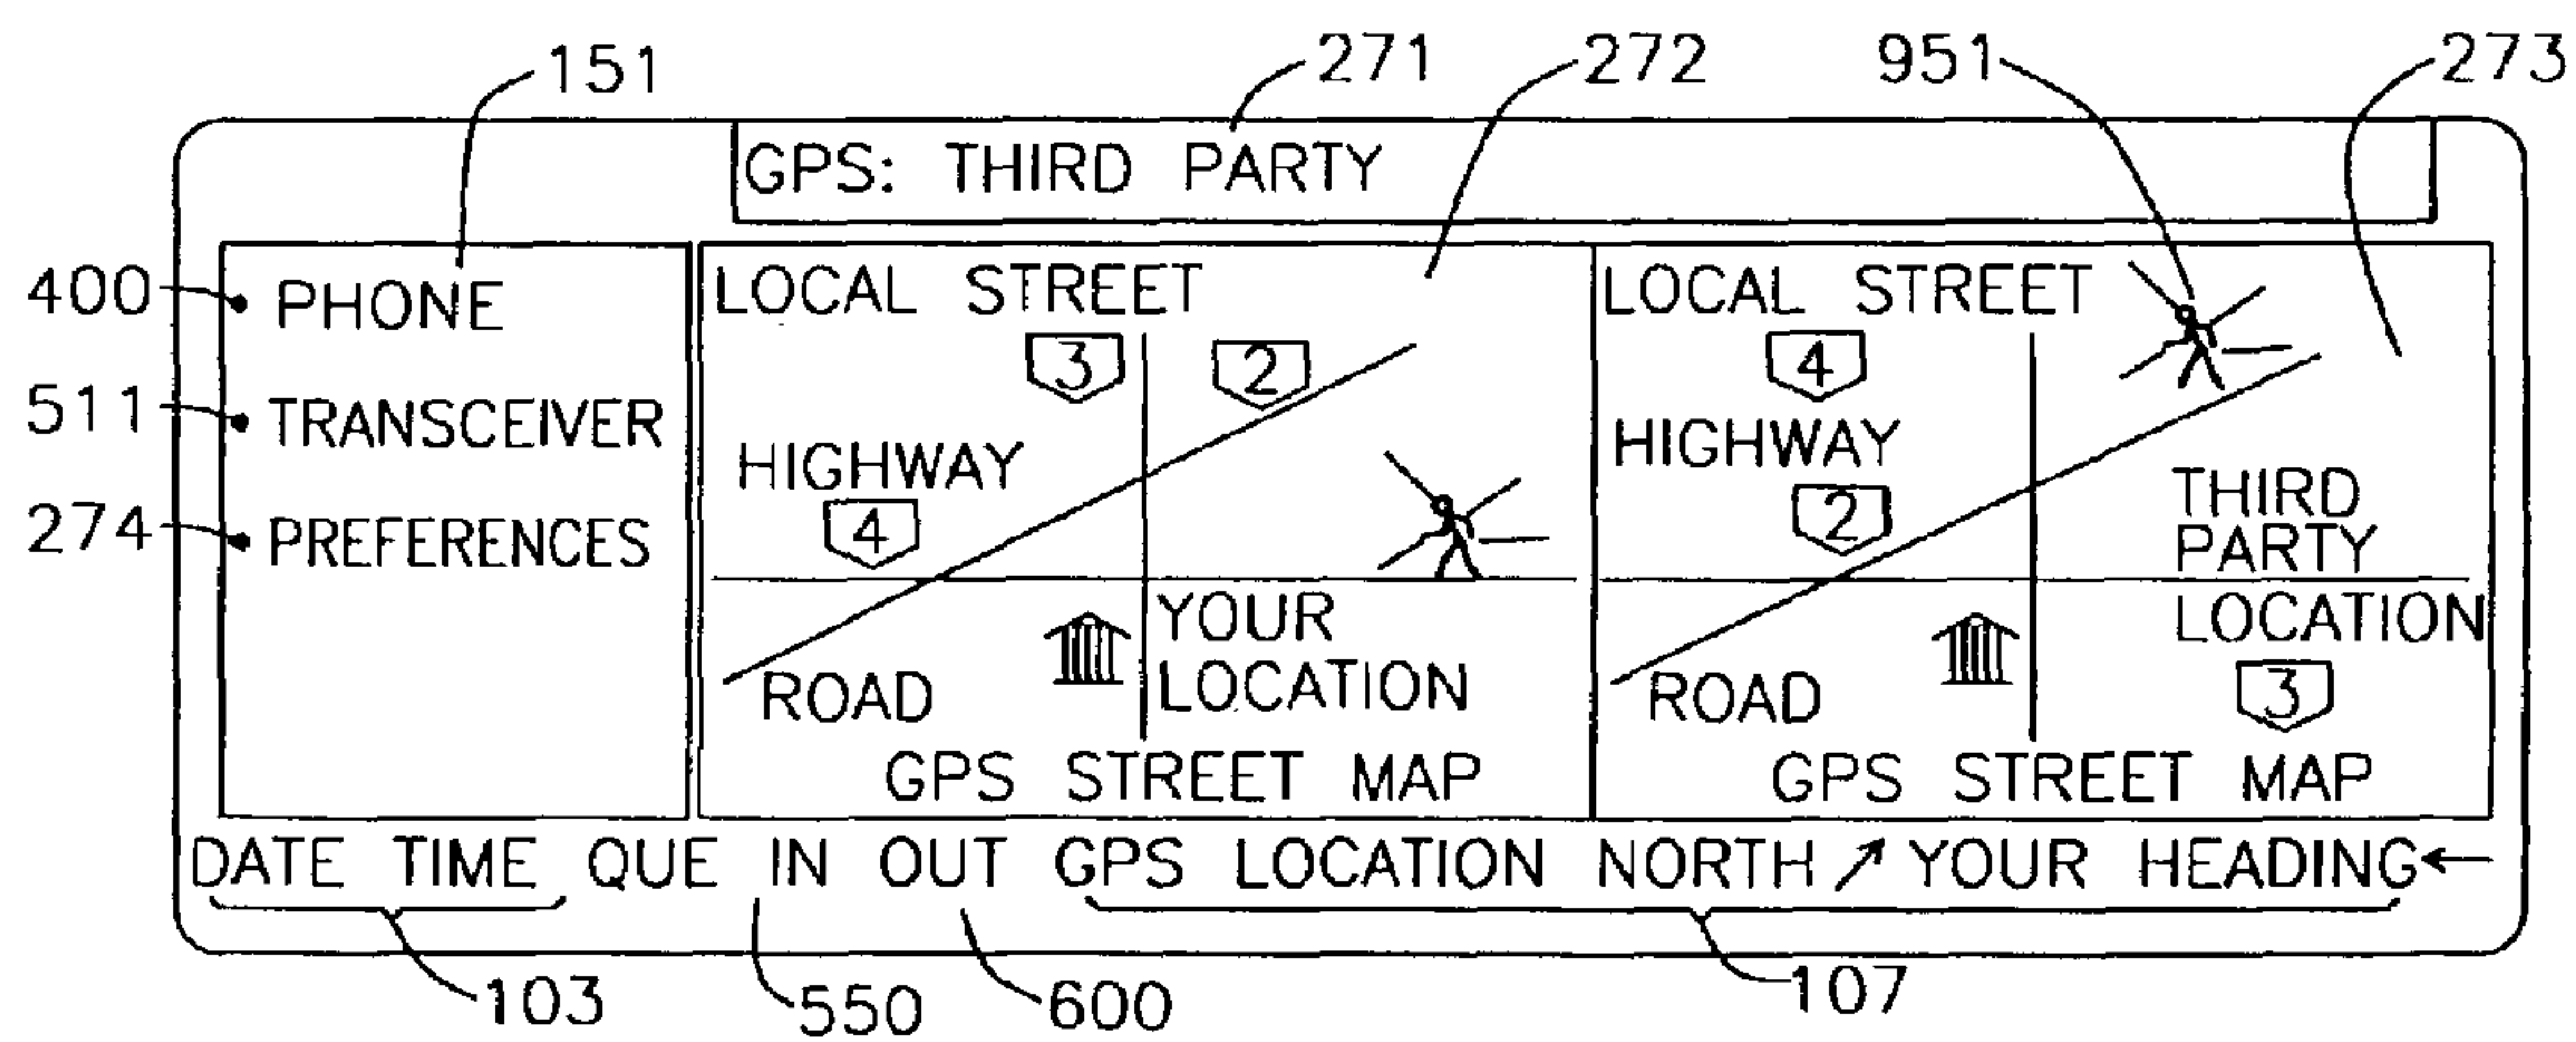 151
271
272
951
273
GPS: THIRD PARTY
400
PHONE
511
TRANSCEIVER
274
PREFERENCES
LOCAL STREET
3
2
HIGHWAY
4
YOUR
LOCATION
ROAD
GPS STREET MAP
LOCAL STREET
4
HIGHWAY
2
THIRD
PARTY
LOCATION
3
ROAD
GPS STREET MAP
DATE TIME QUE IN OUT GPS LOCATION NORTH ↗ YOUR HEADING ←
103
550
600
107